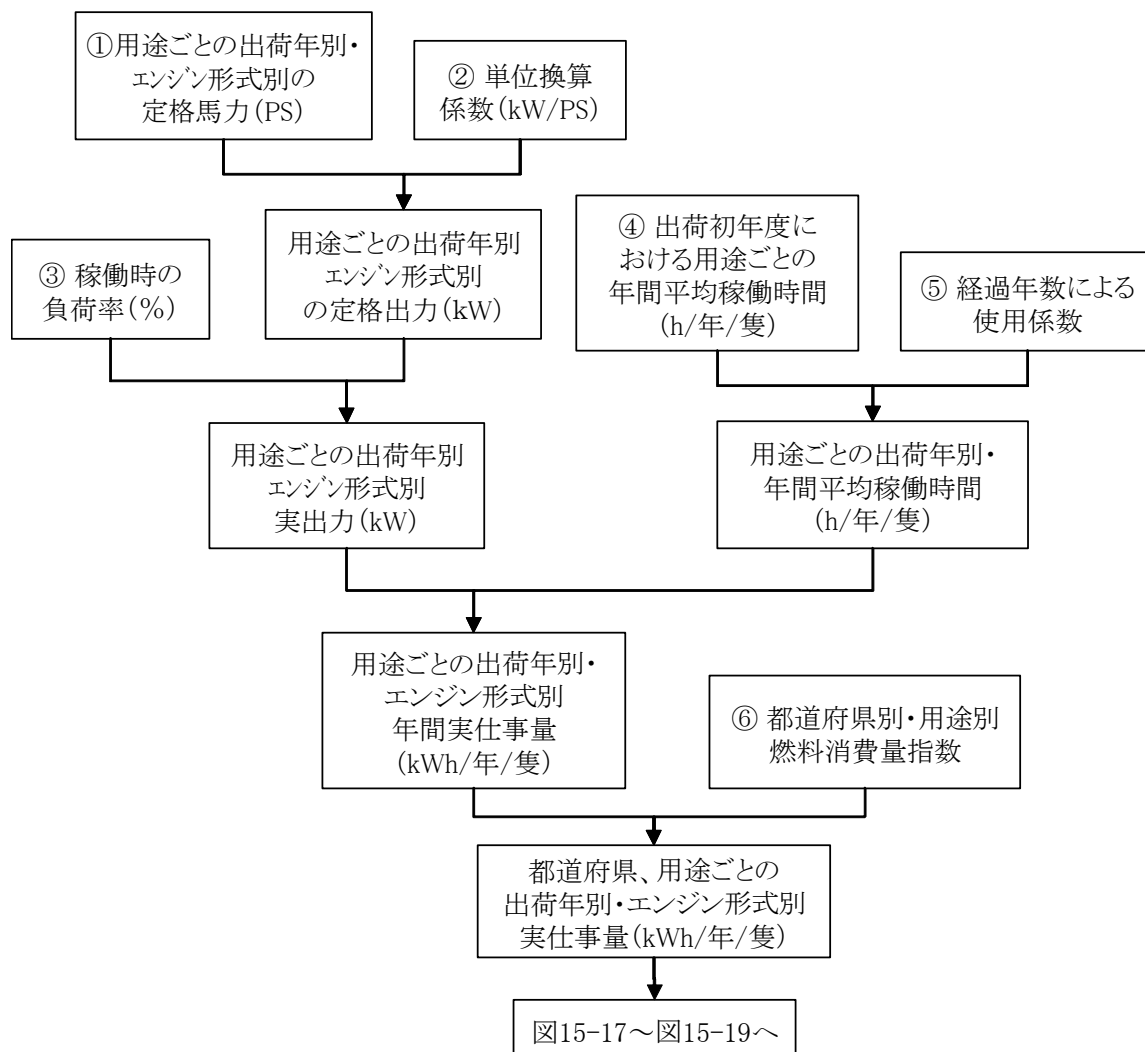 ①用途ごとの出荷年別・
エンジン形式別の
定格馬力(PS)
② 単位換算
係数(kW/PS)
③ 稼働時の
負荷率(%)
用途ごとの出荷年別
エンジン形式別
の定格出力(kW)
④ 出荷初年度に
おける用途ごとの
年間平均稼働時間
(h/年/隻)
⑤ 経過年数による
使用係数
用途ごとの出荷年別
エンジン形式別
実出力(kW)
用途ごとの出荷年別・
年間平均稼働時間
(h/年/隻)
用途ごとの出荷年別・
エンジン形式別
年間実仕事量
(kWh/年/隻)
⑥ 都道府県別・用途別
燃料消費量指数
都道府県、用途ごとの
出荷年別・エンジン形式別
実仕事量(kWh/年/隻)
図15-17～図15-19へ